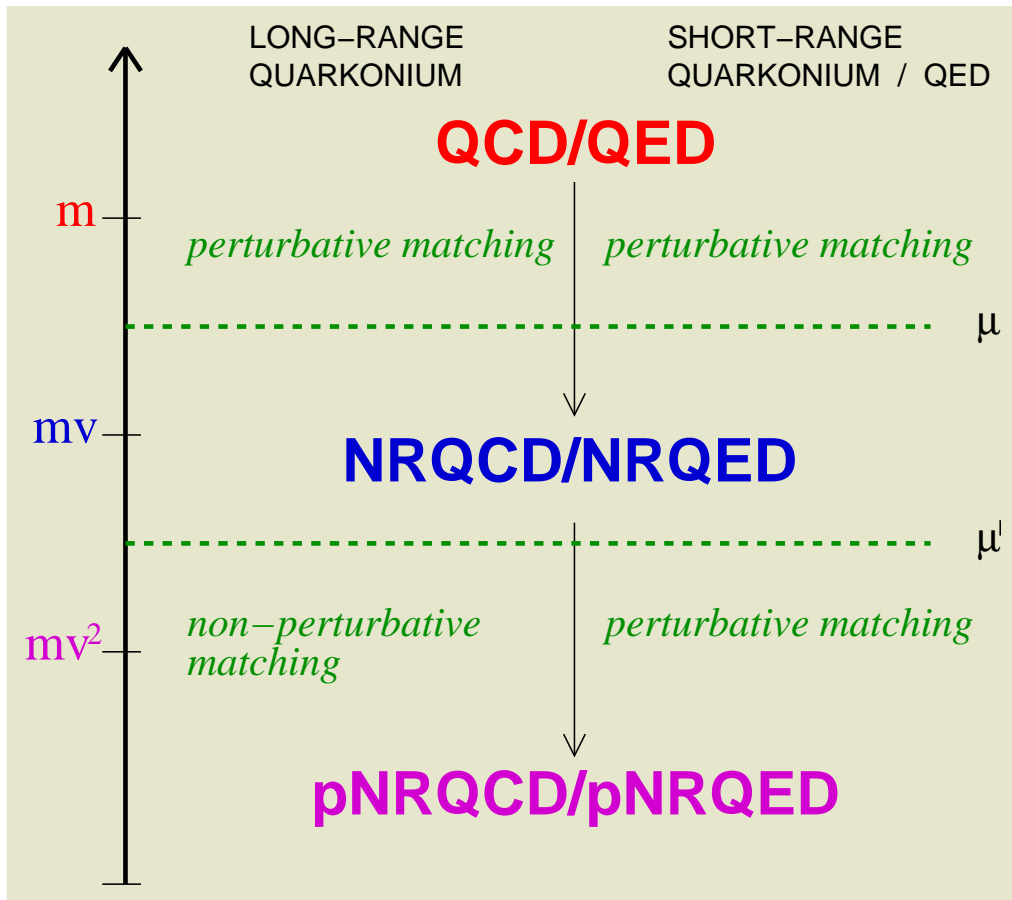 LONG–RANGE
QUARKONIUM
SHORT–RANGE
QUARKONIUM / QED
QCD/QED
m
perturbative matching
perturbative matching
μ
mv
NRQCD/NRQED
μ'
mv²
non–perturbative
matching
perturbative matching
pNRQCD/pNRQED